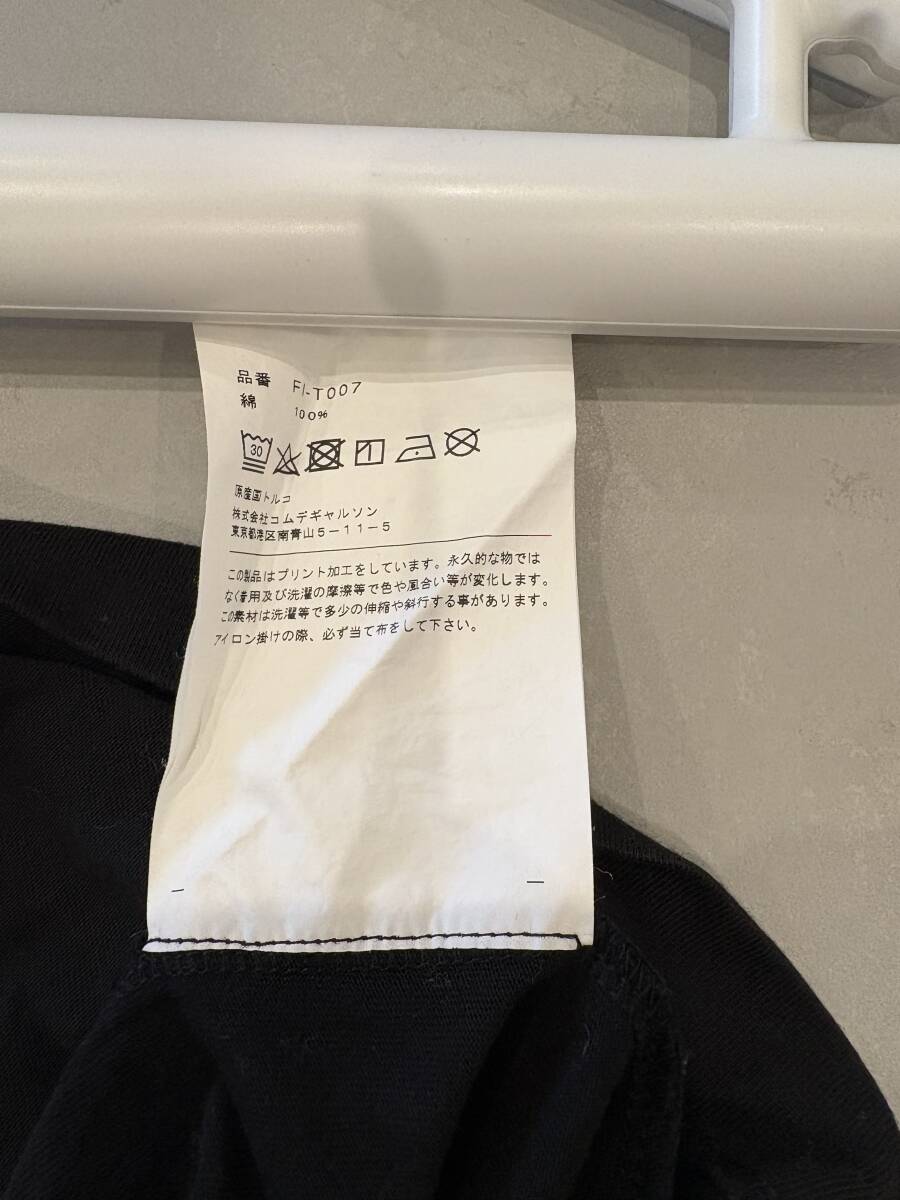 品番 FI-T007
綿 100%
30
原産国トルコ
株式会社コムデギャルソン
東京都港区南青山5-11-5
この製品はプリント加工をしています。永久的な物では
なく着用及び洗濯の摩擦等で色や風合い等が変化します。
この素材は洗濯等で多少の伸縮や斜行する事があります。
アイロン掛けの際、必ず当て布をして下さい。